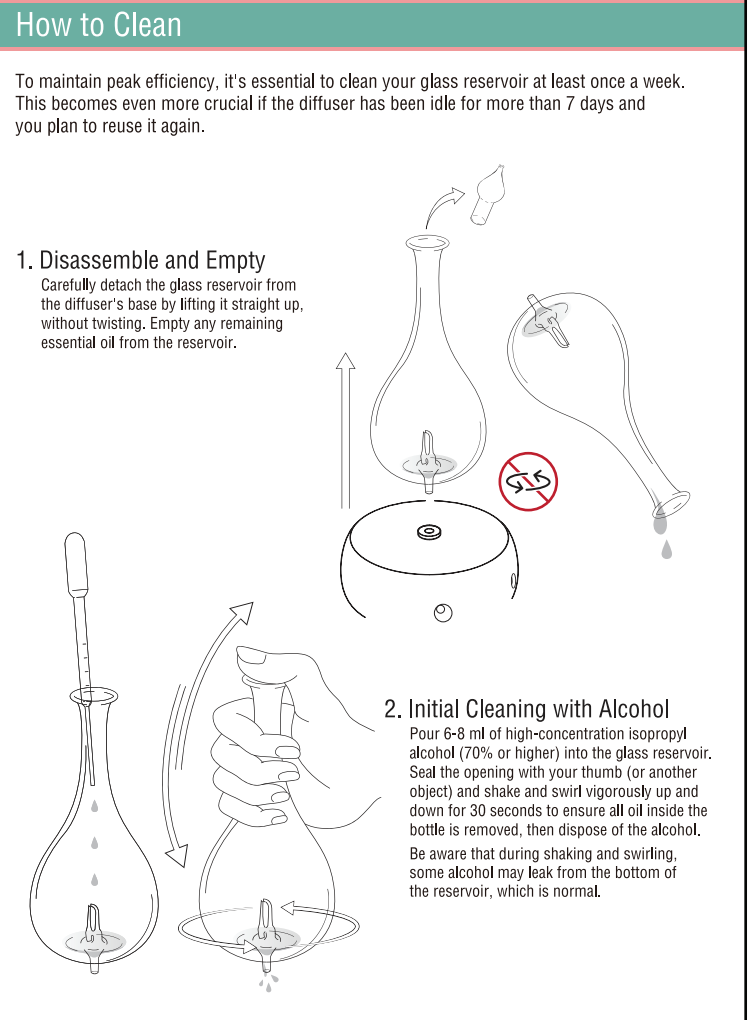 How to Clean
To maintain peak efficiency, it's essential to clean your glass reservoir at least once a week.
This becomes even more crucial if the diffuser has been idle for more than 7 days and
you plan to reuse it again.
1. Disassemble and Empty
Carefully detach the glass reservoir from
the diffuser's base by lifting it straight up,
without twisting. Empty any remaining
essential oil from the reservoir.
2. Initial Cleaning with Alcohol
Pour 6-8 ml of high-concentration isopropyl
alcohol (70% or higher) into the glass reservoir.
Seal the opening with your thumb (or another
object) and shake and swirl vigorously up and
down for 30 seconds to ensure all oil inside the
bottle is removed, then dispose of the alcohol.
Be aware that during shaking and swirling,
some alcohol may leak from the bottom of
the reservoir, which is normal.